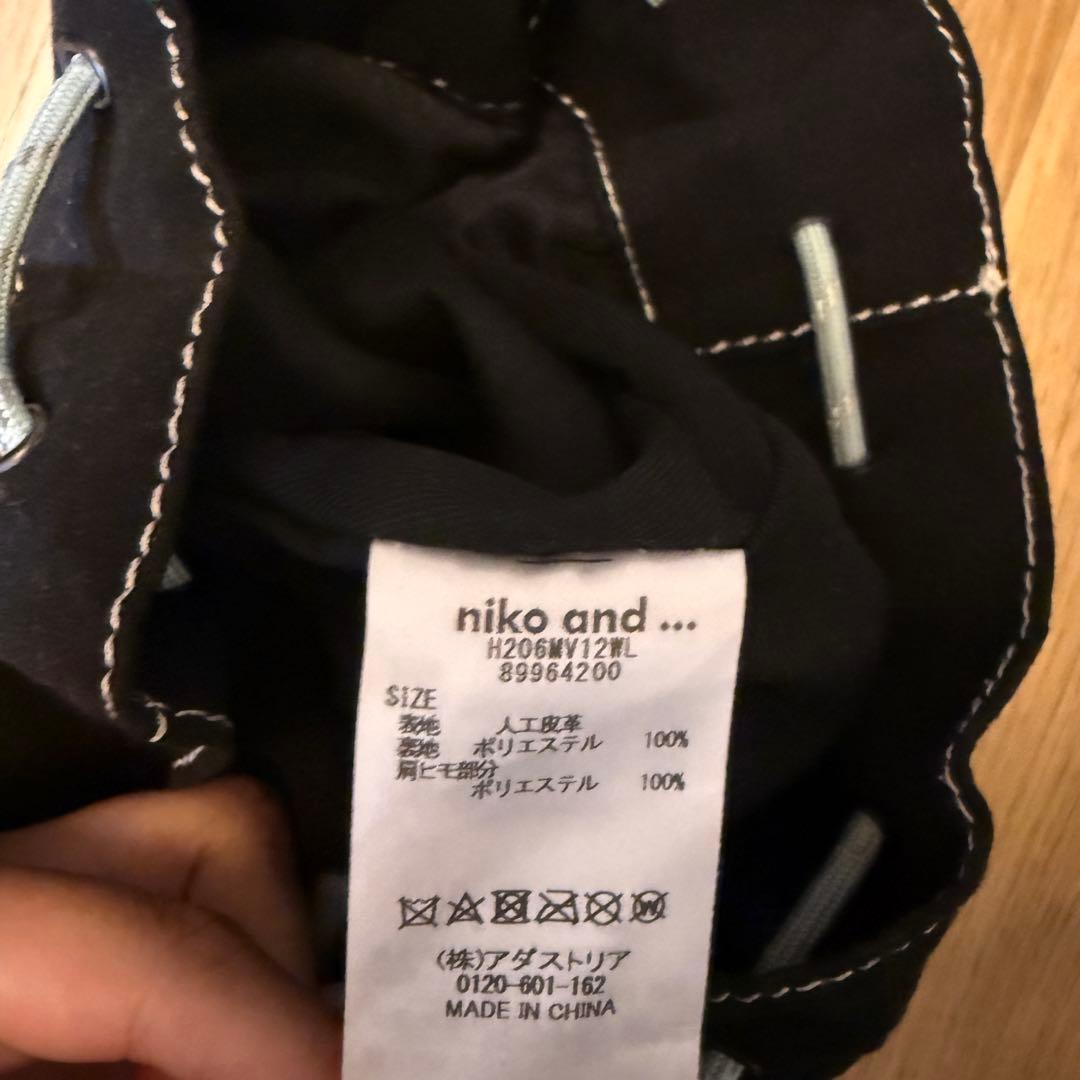 niko and ...
H206MV12WL
89964200
SIZE
表地 人工皮革
裏地 ポリエステル 100%
肩ヒモ部分
ポリエステル 100%
W
(株)アダストリア
0120-601-162
MADE IN CHINA